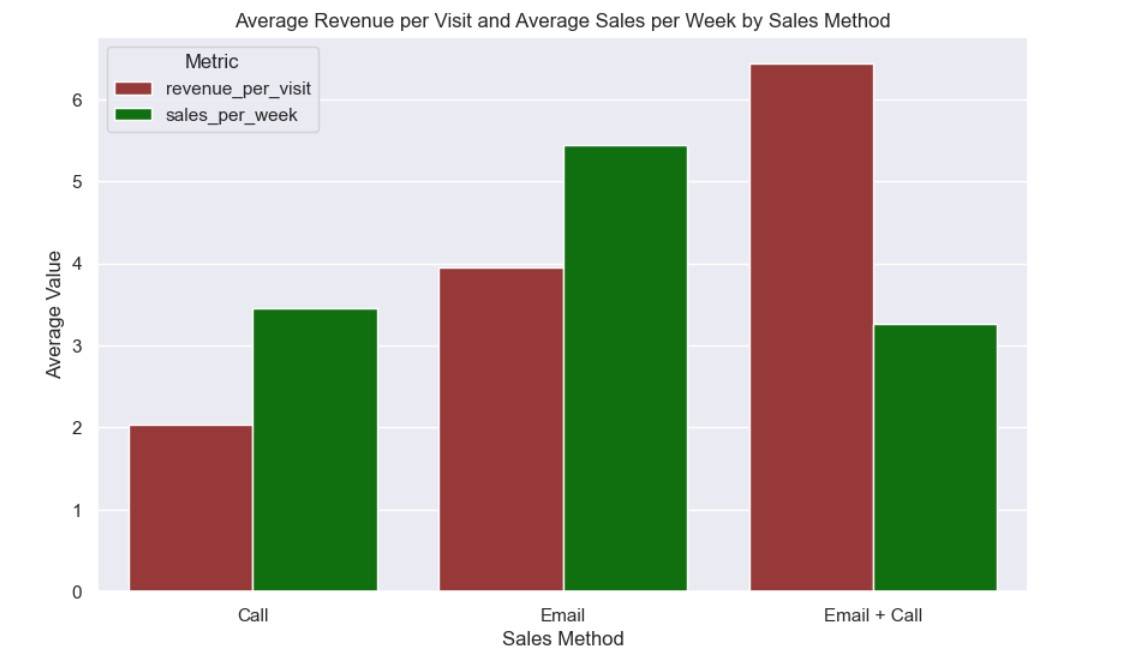 Average Revenue per Visit and Average Sales per Week by Sales Method
Metric
revenue_per_visit
sales_per_week
Average Value
6
5
4
3
2
1
0
Call
Email
Email + Call
Sales Method